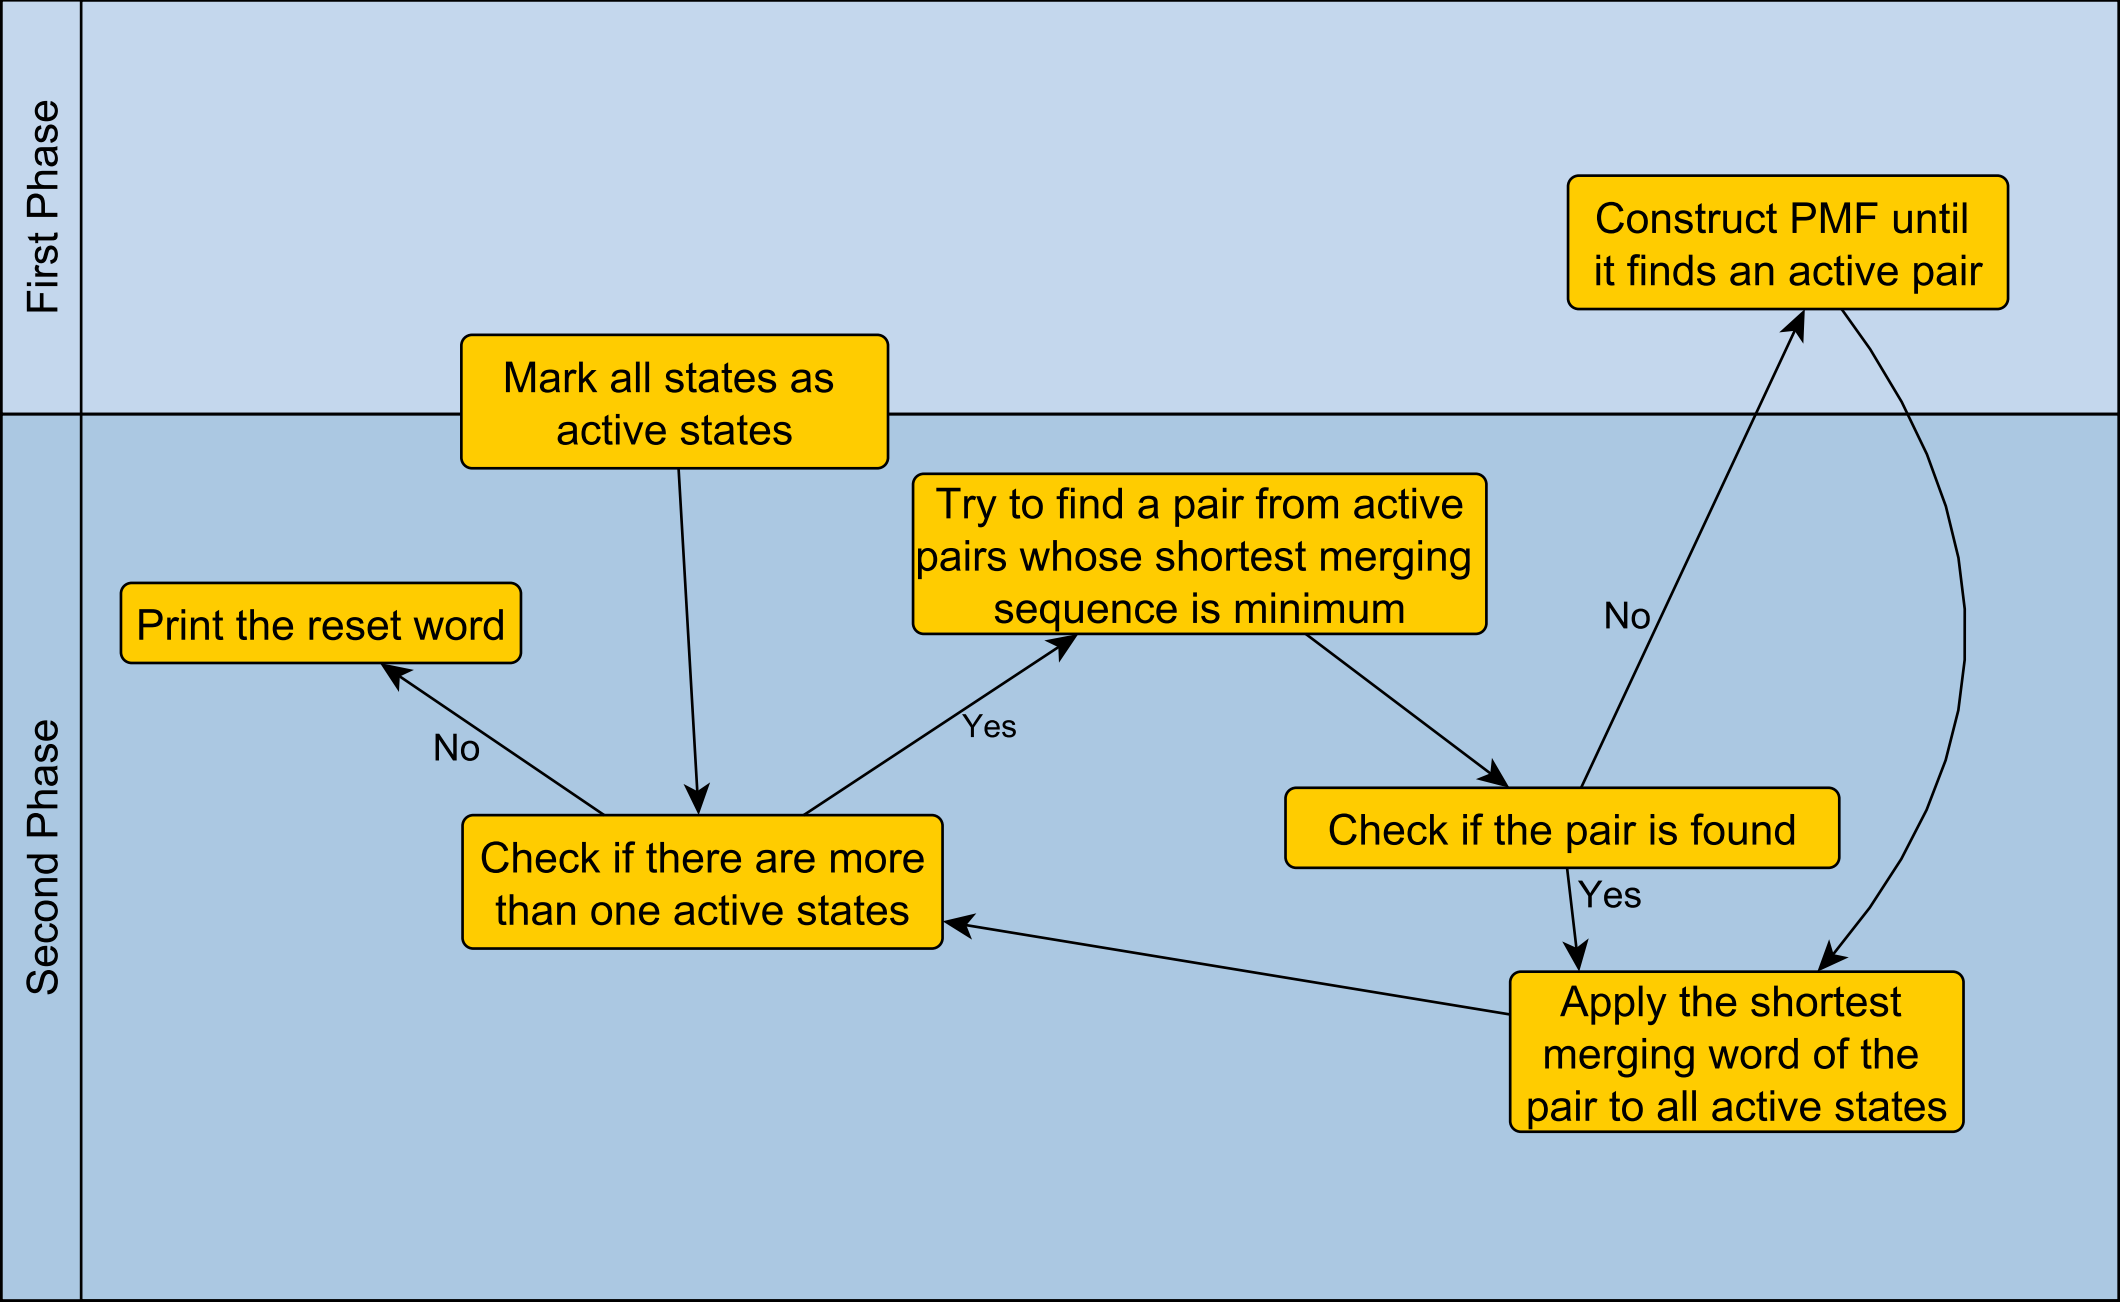 First Phase
Construct PMF until
it finds an active pair
Mark all states as
active states
Second Phase
Try to find a pair from active
pairs whose shortest merging
sequence is minimum
Print the reset word
No
No
Yes
Check if the pair is found
Check if there are more
than one active states
Yes
Apply the shortest
merging word of the
pair to all active states